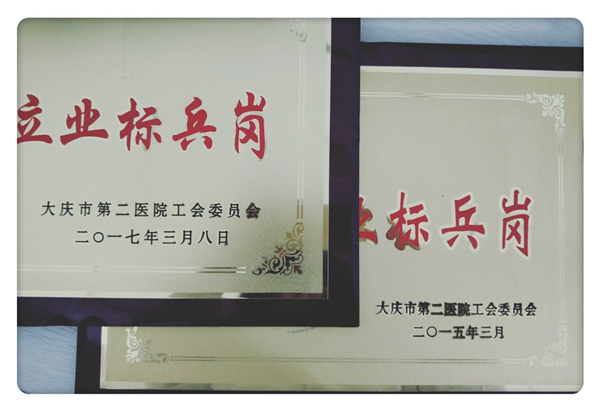 立业标兵岗
大庆市第二医院工会委员会
二〇一七年三月八日
业标兵岗
大庆市第二医院工会委员会
二〇一五年三月